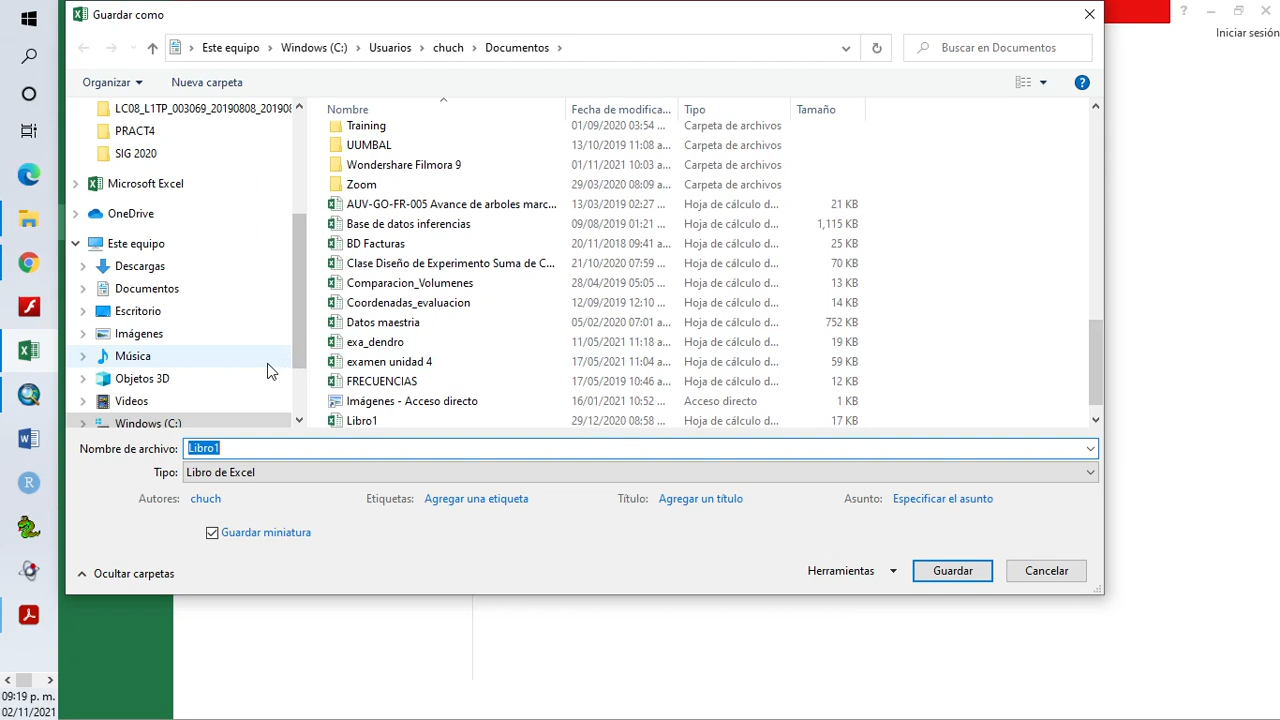 Guardar como
Iniciar sesión
Este equipo > Windows (C:) > Usuarios > chuch > Documentos >
Buscar en Documentos
Organizar
Nueva carpeta
LC08_L1TP_003069_20190808_201908
PRACT4
SIG 2020
Microsoft Excel
OneDrive
Este equipo
Descargas
Documentos
Escritorio
Imágenes
Música
Objetos 3D
Videos
Windows (C:)
Nombre Fecha de modifica... Tipo Tamaño
Training 01/09/2020 03:54 ... Carpeta de archivos
UUMBAL 13/10/2019 11:08 a... Carpeta de archivos
Wondershare Filmora 9 01/11/2021 10:03 a... Carpeta de archivos
Zoom 29/03/2020 08:09 a... Carpeta de archivos
AUV-GO-FR-005 Avance de arboles marc... 13/03/2019 02:27 ... Hoja de cálculo d... 21 KB
Base de datos inferencias 09/08/2019 01:21 ... Hoja de cálculo d... 1,115 KB
BD Facturas 20/11/2018 09:41 a... Hoja de cálculo d... 25 KB
Clase Diseño de Experimento Suma de C... 21/10/2020 07:59 ... Hoja de cálculo d... 70 KB
Comparacion_Volumenes 28/04/2019 05:05 ... Hoja de cálculo d... 13 KB
Coordenadas_evaluacion 12/09/2019 12:10 ... Hoja de cálculo d... 14 KB
Datos maestria 05/02/2020 07:01 a... Hoja de cálculo d... 752 KB
exa_dendro 11/05/2021 11:18 a... Hoja de cálculo d... 19 KB
examen unidad 4 17/05/2021 11:04 a... Hoja de cálculo d... 59 KB
FRECUENCIAS 17/05/2019 10:46 a... Hoja de cálculo d... 12 KB
Imágenes - Acceso directo 16/01/2021 10:52 ... Acceso directo 1 KB
Libro1 29/12/2020 08:58 ... Hoja de cálculo d... 17 KB
Nombre de archivo: Libro1
Tipo: Libro de Excel
Autores: chuch Etiquetas: Agregar una etiqueta Título: Agregar un título Asunto: Especificar el asunto
Guardar miniatura
Ocultar carpetas
Herramientas Guardar Cancelar
09:19 p. m.
02/11/2021